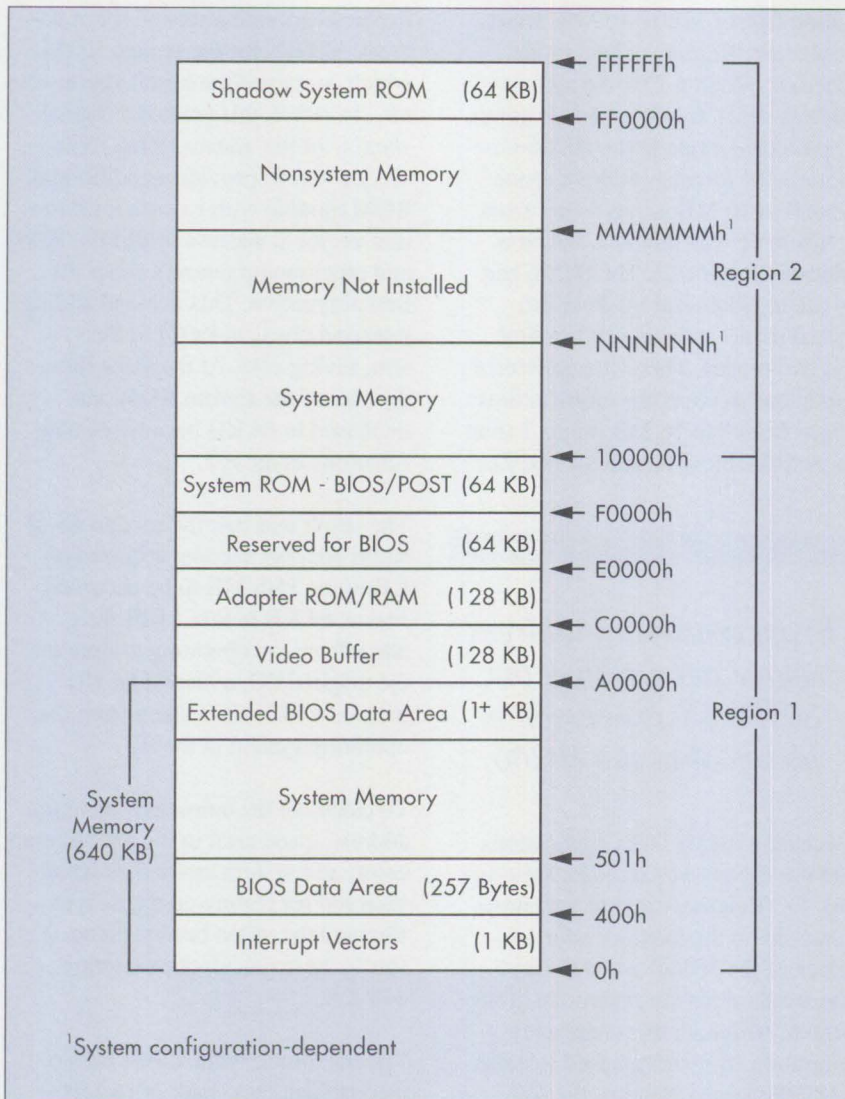 FFFFFFh
Shadow System ROM (64 KB)
FF0000h
Nonsystem Memory
MMMMMMh¹
Memory Not Installed
Region 2
NNNNNNh¹
System Memory
100000h
System ROM - BIOS/POST (64 KB)
F0000h
Reserved for BIOS (64 KB)
E0000h
Adapter ROM/RAM (128 KB)
C0000h
Video Buffer (128 KB)
A0000h
Extended BIOS Data Area (1⁺ KB)
Region 1
System Memory
System
Memory
(640 KB)
501h
BIOS Data Area (257 Bytes)
400h
Interrupt Vectors (1 KB)
0h
¹System configuration-dependent